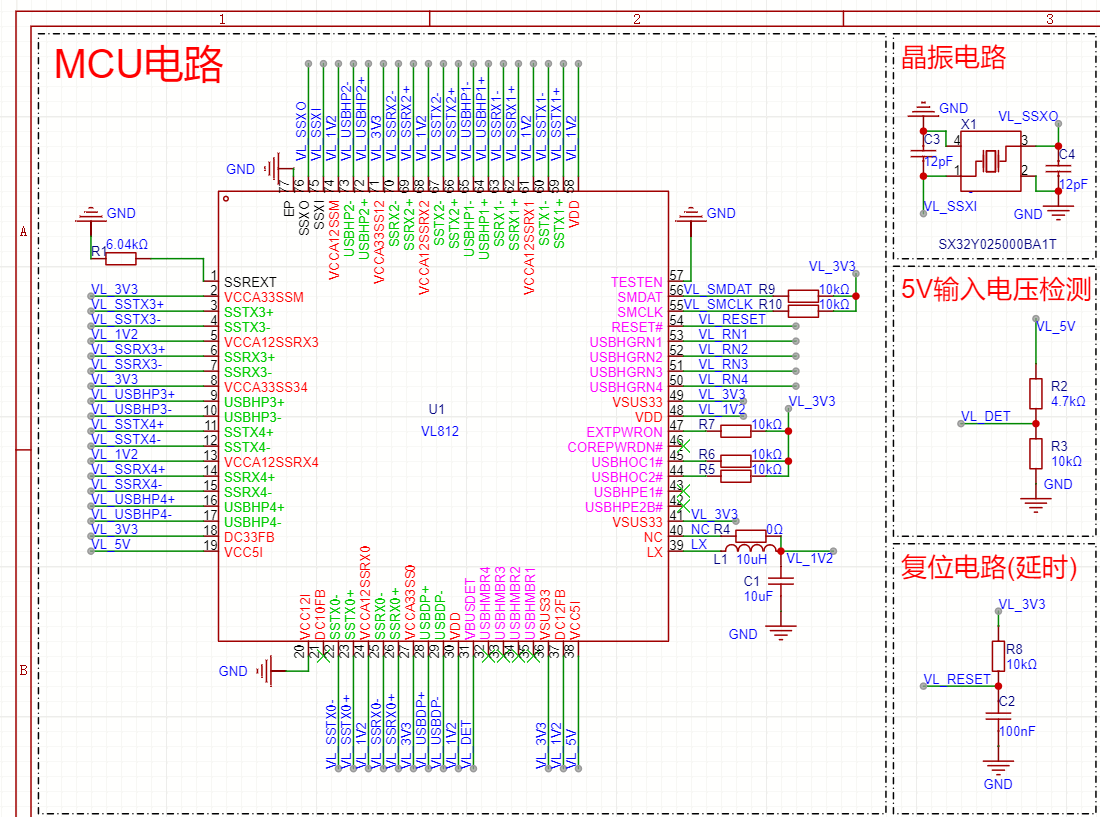 1
2
3
A
B
MCU电路
VL_SSXO
VL_SSXI
VL_1V2
VL_USBHP2-
VL_USBHP2+
VL_3V3
VL_SSRX2-
VL_SSRX2+
VL_1V2
VL_SSTX2-
VL_SSTX2+
VL_USBHP1-
VL_USBHP1+
VL_SSRX1-
VL_SSRX1+
VL_1V2
VL_SSTX1-
VL_SSTX1+
VL_1V2
GND
77 76 75 74 73 72 71 70 69 68 67 66 65 64 63 62 61 60 59 58
EP
SSXO
SSXI
VCCA12SSM
USBHP2-
USBHP2+
VCCA33SS12
SSRX2-
SSRX2+
VCCA12SSRX2
SSTX2-
SSTX2+
USBHP1-
USBHP1+
SSRX1-
SSRX1+
VCCA12SSRX1
SSTX1-
SSTX1+
VDD
GND
R1 6.04kΩ
1 SSREXT
VL_3V3 2 VCCA33SSM
VL_SSTX3+ 3 SSTX3+
VL_SSTX3- 4 SSTX3-
VL_1V2 5 VCCA12SSRX3
VL_SSRX3+ 6 SSRX3+
VL_SSRX3- 7 SSRX3-
VL_3V3 8 VCCA33SS34
VL_USBHP3+ 9 USBHP3+
VL_USBHP3- 10 USBHP3-
VL_SSTX4+ 11 SSTX4+
VL_SSTX4- 12 SSTX4-
VL_1V2 13 VCCA12SSRX4
VL_SSRX4+ 14 SSRX4+
VL_SSRX4- 15 SSRX4-
VL_USBHP4+ 16 USBHP4+
VL_USBHP4- 17 USBHP4-
VL_3V3 18 DC33FB
VL_5V 19 VCC5I
U1
VL812
GND
VL_3V3
TESTEN 57
SMDAT 56 VL_SMDAT R9 10kΩ
SMCLK 55 VL_SMCLK R10 10kΩ
RESET# 54 VL_RESET
USBHGRN1 53 VL_RN1
USBHGRN2 52 VL_RN2
USBHGRN3 51 VL_RN3
USBHGRN4 50 VL_RN4
VSUS33 49 VL_3V3
VDD 48 VL_1V2
VL_3V3
EXTPWRON 47 R7 10kΩ
COREPWRDN# 46
USBHOC1# 45 R6 10kΩ
USBHOC2# 44 R5 10kΩ
USBHPE1# 43
USBHPE2B# 42
VSUS33 41 VL_3V3
NC 40 NC R4 0Ω
LX 39 LX
L1 10uH VL_1V2
C1
10uF
GND
VCC12I
DC10FB
SSTX0-
SSTX0+
VCCA12SSRX0
SSRX0-
SSRX0+
VCCA33SS0
USBDP+
USBDP-
VDD
VBUSDET
USBHMBR4
USBHMBR3
USBHMBR2
USBHMBR1
VSUS33
DC12FB
VCC5I
20 21 22 23 24 25 26 27 28 29 30 31 32 33 34 35 36 37 38
GND
VL_SSTX0-
VL_SSTX0+
VL_1V2
VL_SSRX0-
VL_SSRX0+
VL_3V3
VL_USBDP+
VL_USBDP-
VL_1V2
VL_DET
VL_3V3
VL_1V2
VL_5V
晶振电路
GND
X1
VL_SSXO
C3
12pF
4
3
1
2
C4
12pF
VL_SSXI
GND
SX32Y025000BA1T
5V输入电压检测
VL_5V
R2
4.7kΩ
VL_DET
R3
10kΩ
GND
复位电路(延时)
VL_3V3
R8
10kΩ
VL_RESET
C2
100nF
GND